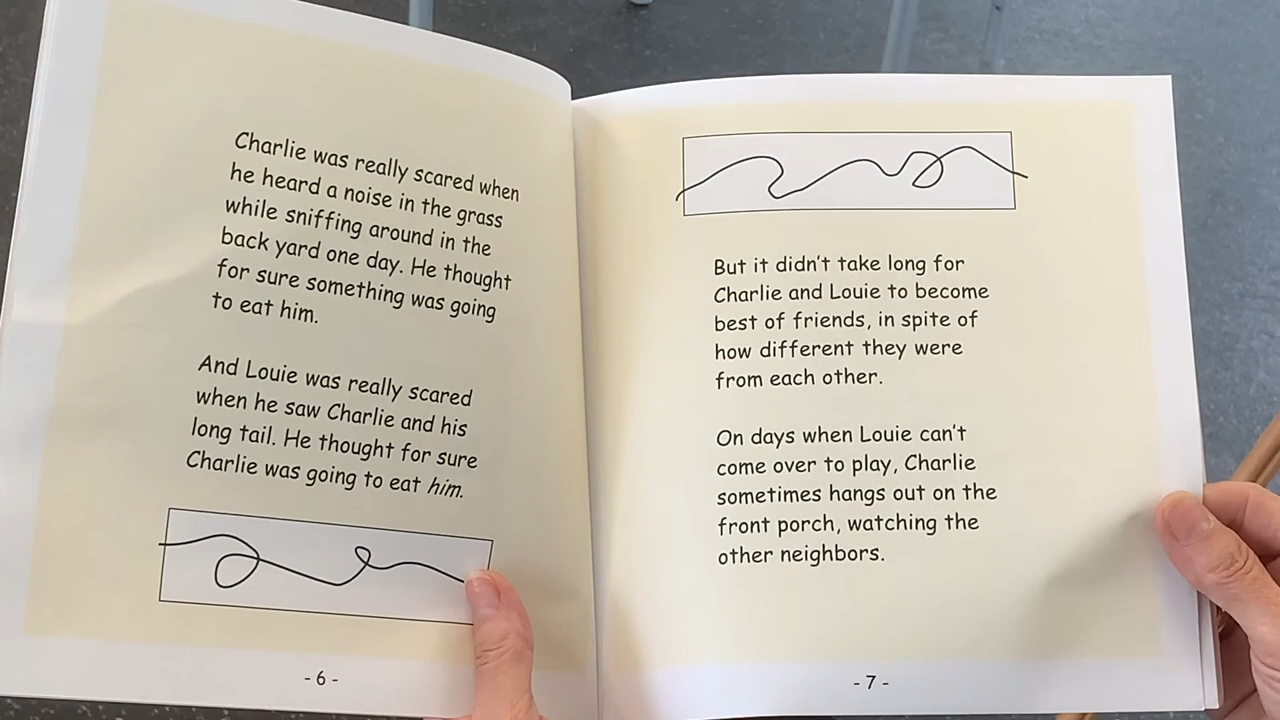 Charlie was really scared when
he heard a noise in the grass
while sniffing around in the
back yard one day. He thought
for sure something was going
to eat him.
And Louie was really scared
when he saw Charlie and his
long tail. He thought for sure
Charlie was going to eat him.
- 6 -
But it didn't take long for
Charlie and Louie to become
best of friends, in spite of
how different they were
from each other.
On days when Louie can't
come over to play, Charlie
sometimes hangs out on the
front porch, watching the
other neighbors.
- 7 -